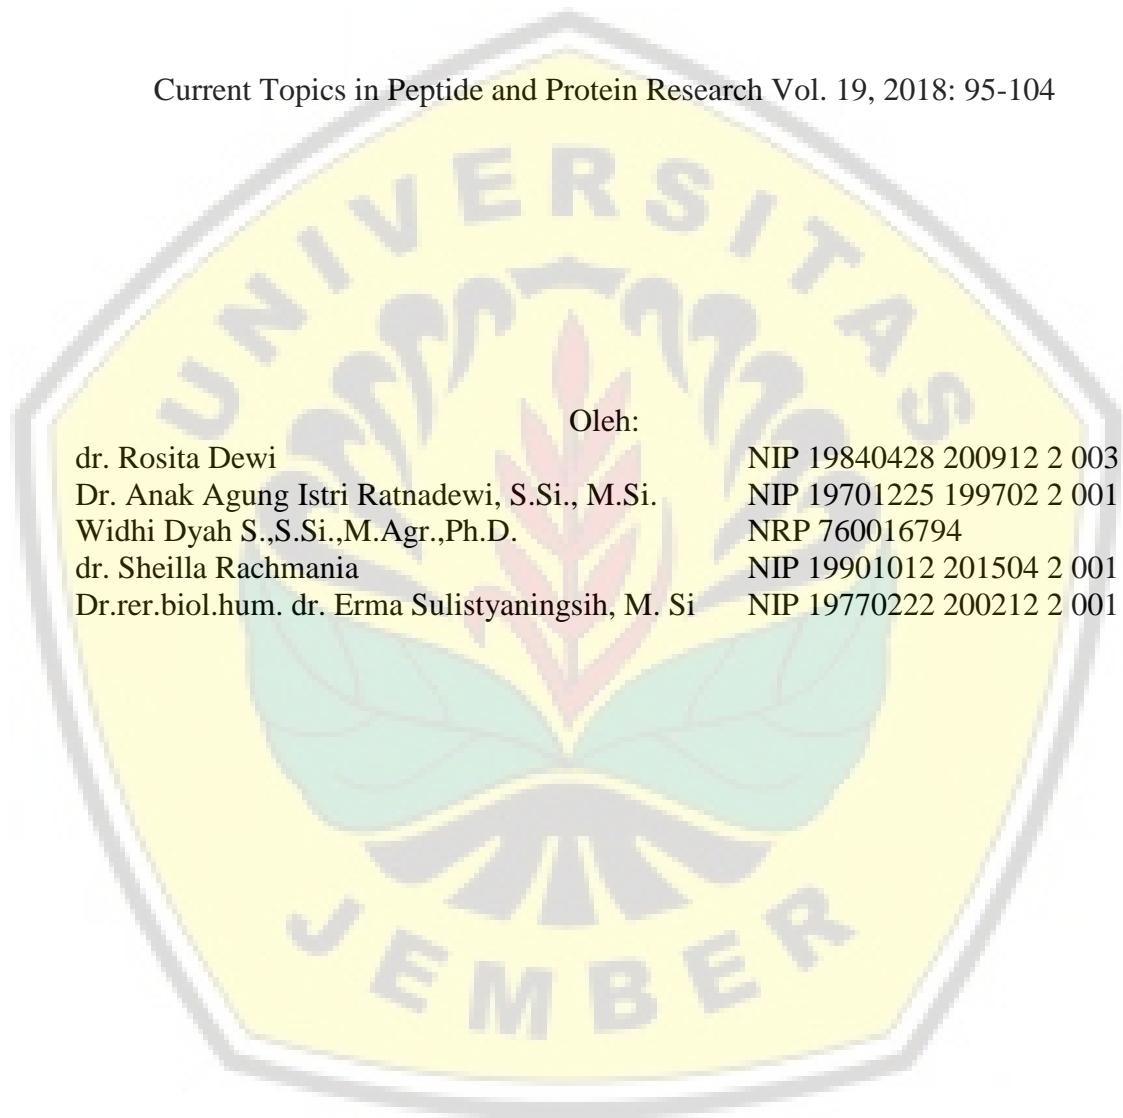 Current Topics in Peptide and Protein Research Vol. 19, 2018: 95-104
UNIVERSITAS
Oleh:
dr. Rosita Dewi NIP 19840428 200912 2 003
Dr. Anak Agung Istri Ratnadewi, S.Si., M.Si. NIP 19701225 199702 2 001
Widhi Dyah S.,S.Si.,M.Agr.,Ph.D. NRP 760016794
dr. Sheilla Rachmania NIP 19901012 201504 2 001
Dr.rer.biol.hum. dr. Erma Sulistyaningsih, M. Si NIP 19770222 200212 2 001
JEMBER